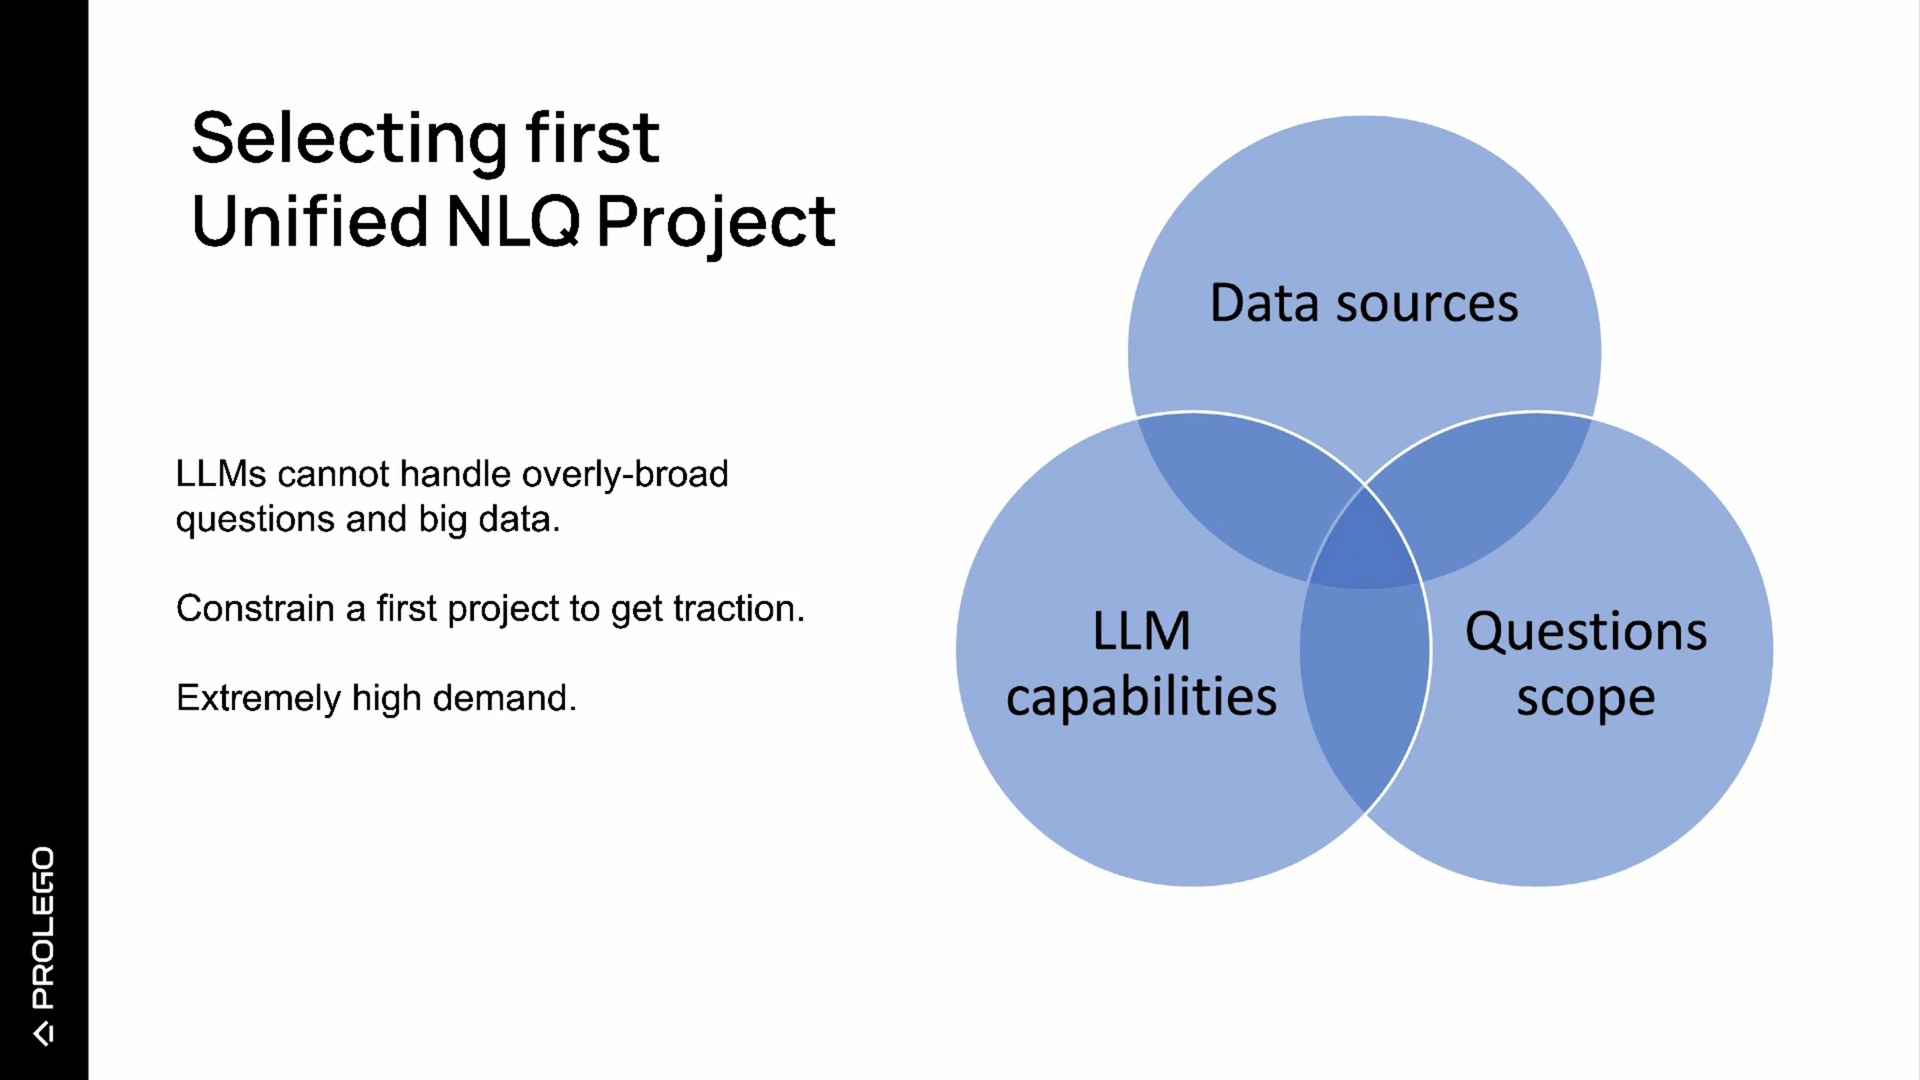 Selecting first
Unified NLQ Project
LLMs cannot handle overly-broad
questions and big data.
Constrain a first project to get traction.
Extremely high demand.
Data sources
LLM
capabilities
Questions
scope
PROLEGO